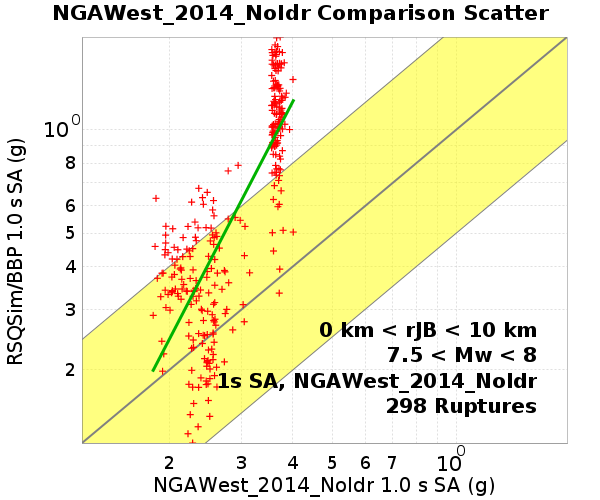 NGAWest_2014_NoIdr Comparison Scatter
RSQSim/BBP 1.0 s SA (g)
10^0
8
6
5
4
3
2
0 km < rJB < 10 km
7.5 < Mw < 8
1s SA, NGAWest_2014_NoIdr
298 Ruptures
2 3 4 5 6 7 10^0
NGAWest_2014_NoIdr 1.0 s SA (g)